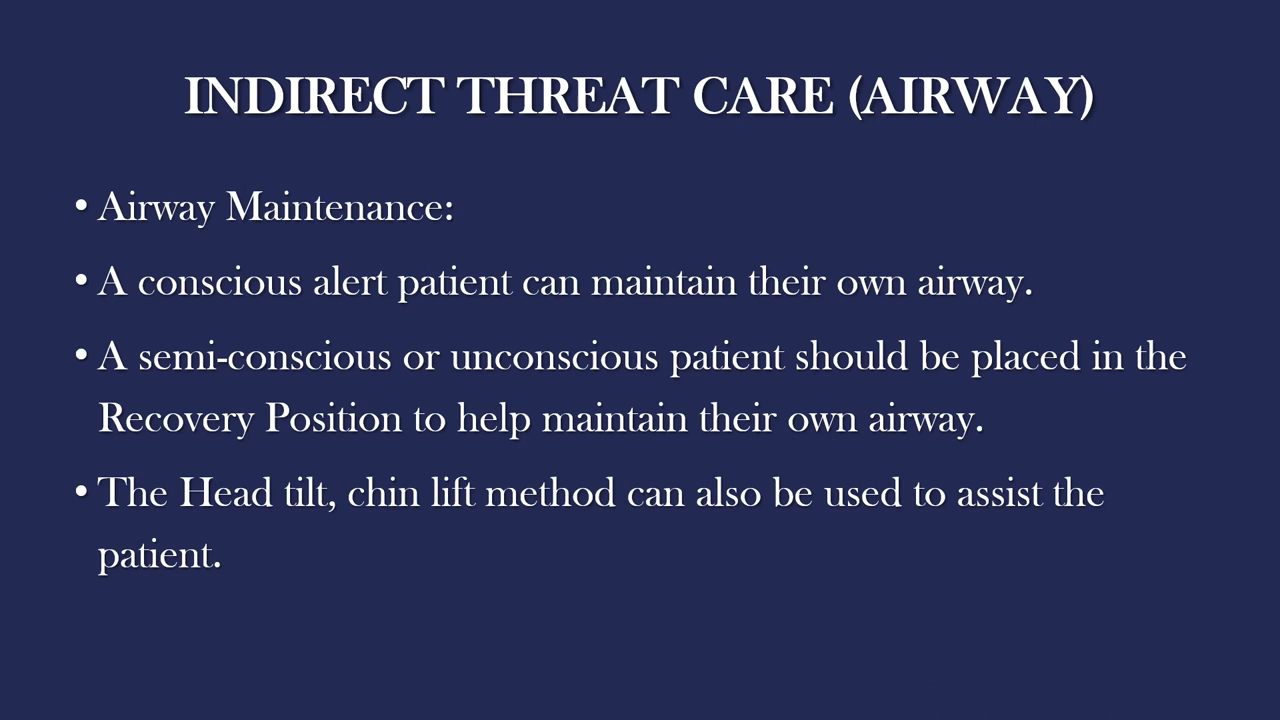 INDIRECT THREAT CARE (AIRWAY)
• Airway Maintenance:
• A conscious alert patient can maintain their own airway.
• A semi-conscious or unconscious patient should be placed in the
Recovery Position to help maintain their own airway.
• The Head tilt, chin lift method can also be used to assist the
patient.